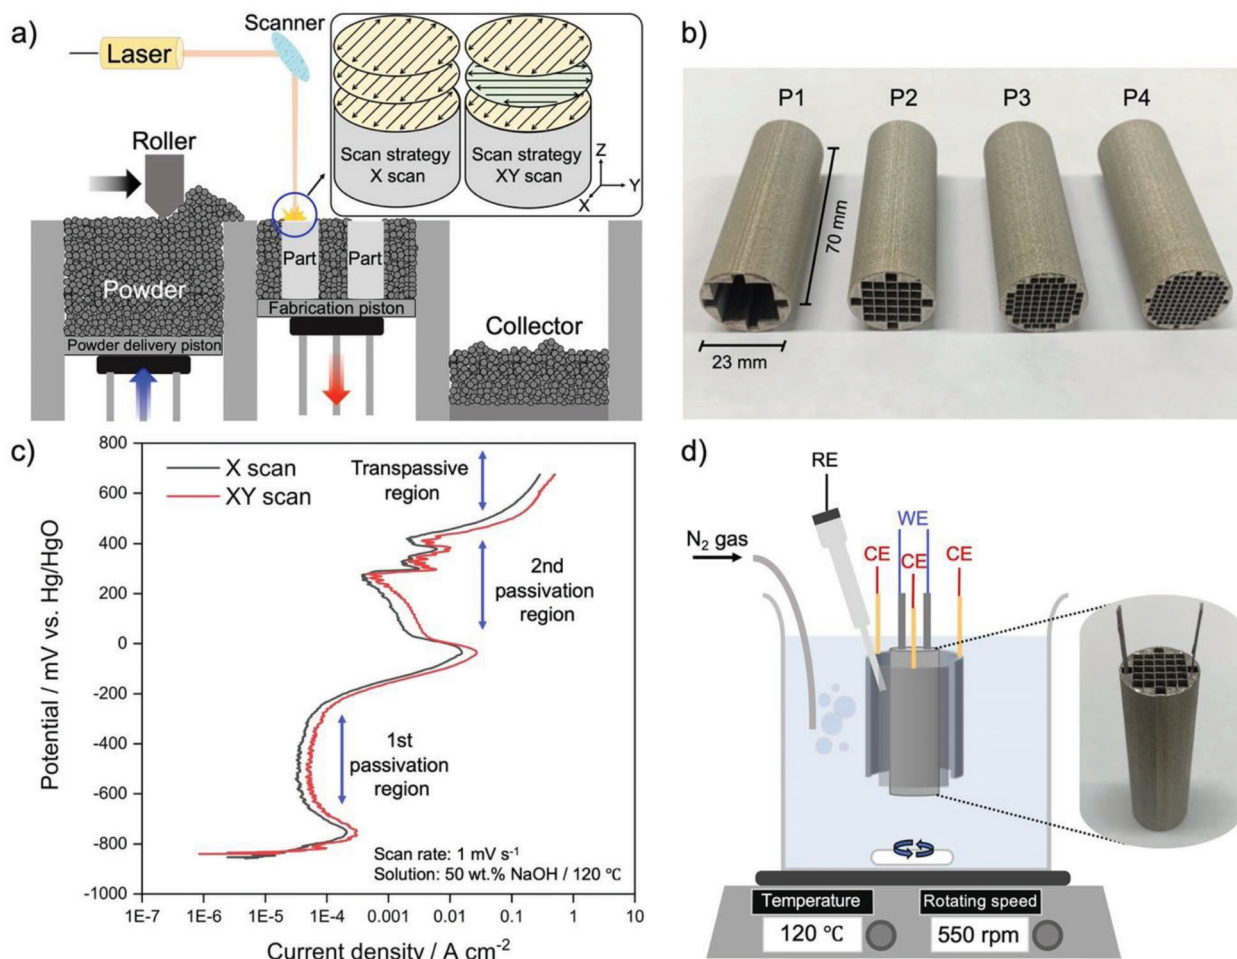 a)
Laser
Scanner
Roller
Scan strategy
X scan
Scan strategy
XY scan
Z
Y
X
Powder
Part
Part
Fabrication piston
Powder delivery piston
Collector
b)
P1
P2
P3
P4
70 mm
23 mm
c)
X scan
XY scan
Transpassive
region
2nd
passivation
region
1st
passivation
region
Scan rate: 1 mV s⁻¹
Solution: 50 wt.% NaOH / 120 ℃
Potential / mV vs. Hg/HgO
800
600
400
200
0
-200
-400
-600
-800
-1000
1E-7
1E-6
1E-5
1E-4
0.001
0.01
0.1
1
10
Current density / A cm⁻²
d)
RE
N₂ gas
WE
CE
CE
CE
Temperature
120 ℃
Rotating speed
550 rpm